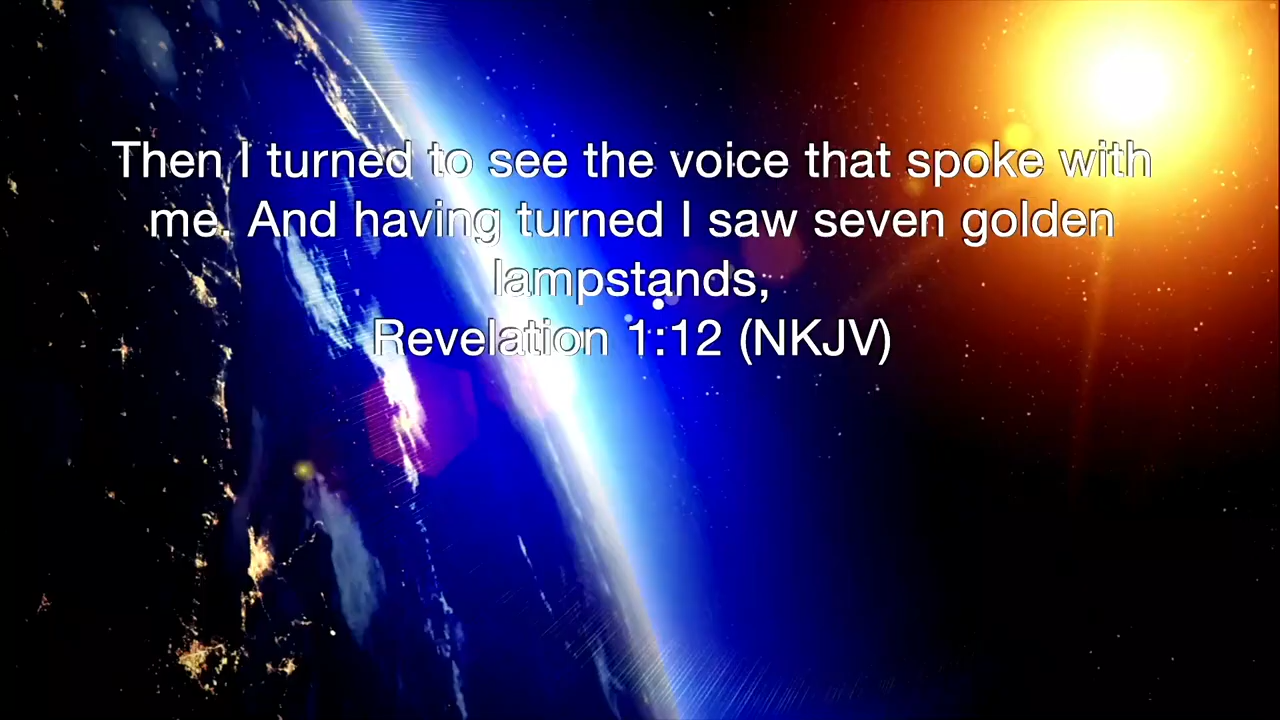 Then I turned to see the voice that spoke with
me. And having turned I saw seven golden
lampstands,
Revelation 1:12 (NKJV)